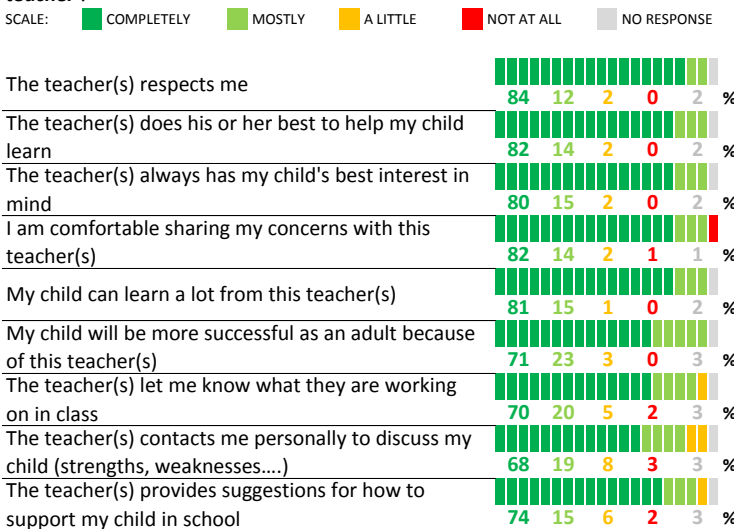 teacher?
SCALE: COMPLETELY MOSTLY A LITTLE NOT AT ALL NO RESPONSE
The teacher(s) respects me
84 12 2 0 2 %
The teacher(s) does his or her best to help my child
learn
82 14 2 0 2 %
The teacher(s) always has my child's best interest in
mind
80 15 2 0 2 %
I am comfortable sharing my concerns with this
teacher(s)
82 14 2 1 1 %
My child can learn a lot from this teacher(s)
81 15 1 0 2 %
My child will be more successful as an adult because
of this teacher(s)
71 23 3 0 3 %
The teacher(s) let me know what they are working
on in class
70 20 5 2 3 %
The teacher(s) contacts me personally to discuss my
child (strengths, weaknesses....)
68 19 8 3 3 %
The teacher(s) provides suggestions for how to
support my child in school
74 15 6 2 3 %